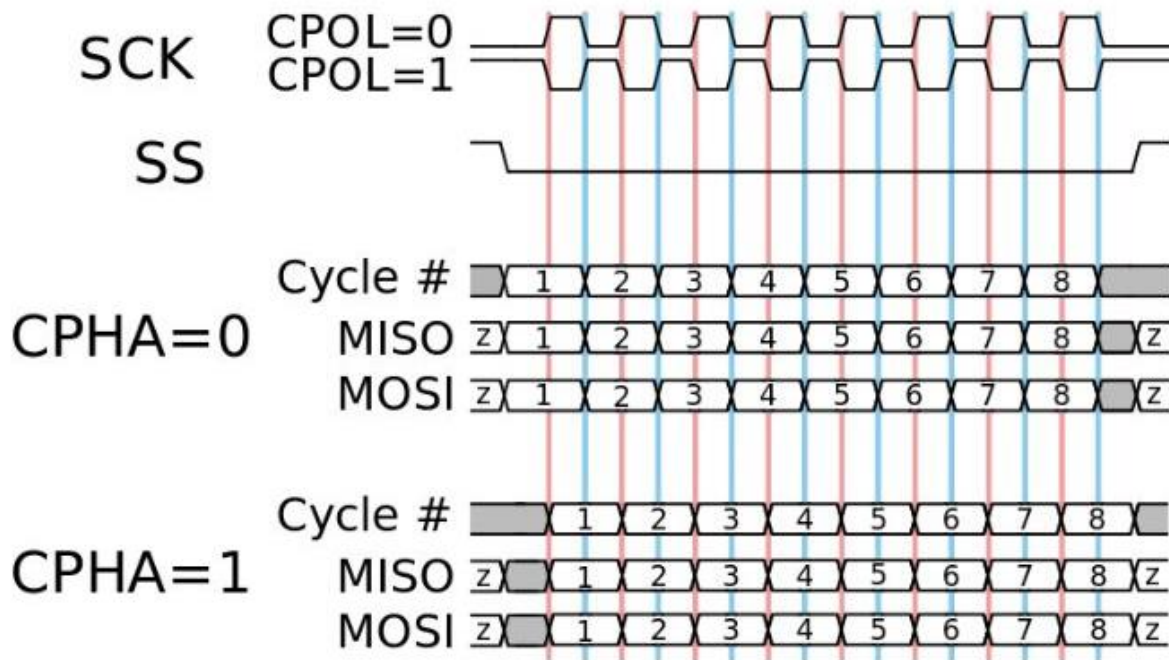 SCK CPOL=0
CPOL=1
SS
Cycle # 1 2 3 4 5 6 7 8
CPHA=0 MISO z 1 2 3 4 5 6 7 8 z
MOSI z 1 2 3 4 5 6 7 8 z
Cycle # 1 2 3 4 5 6 7 8
CPHA=1 MISO z 1 2 3 4 5 6 7 8 z
MOSI z 1 2 3 4 5 6 7 8 z